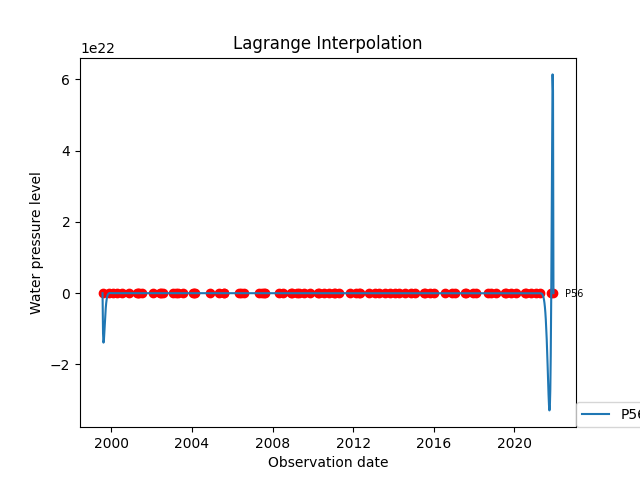 Lagrange Interpolation
1e22
6
4
2
0
−2
Water pressure level
P56
P56
2000 2004 2008 2012 2016 2020
Observation date